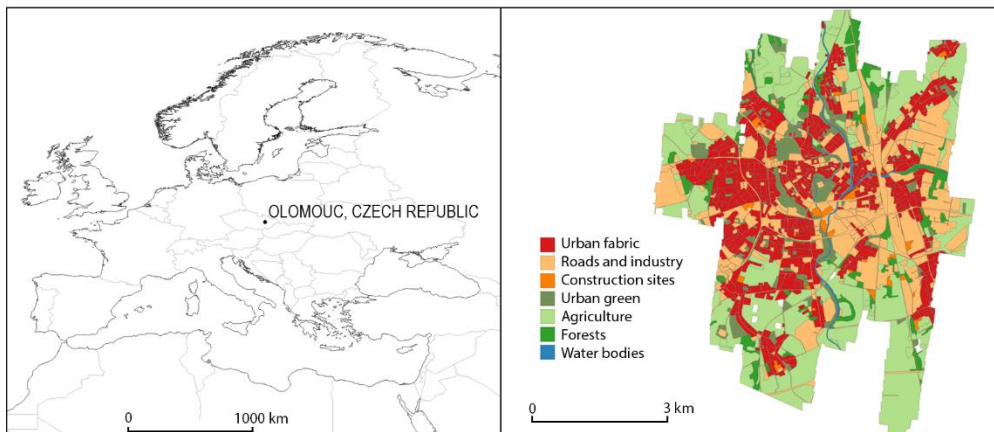 OLOMOUC, CZECH REPUBLIC
0
1000 km
Urban fabric
Roads and industry
Construction sites
Urban green
Agriculture
Forests
Water bodies
0
3 km